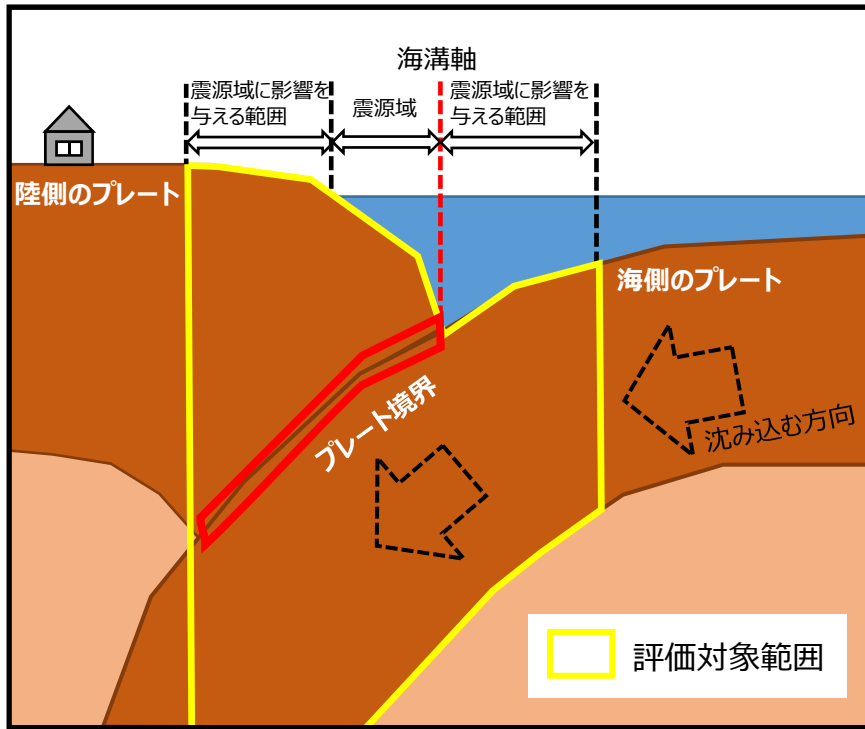 海溝軸
震源域に影響を
与える範囲
震源域
震源域に影響を
与える範囲
陸側のプレート
海側のプレート
プレート境界
沈み込む方向
評価対象範囲